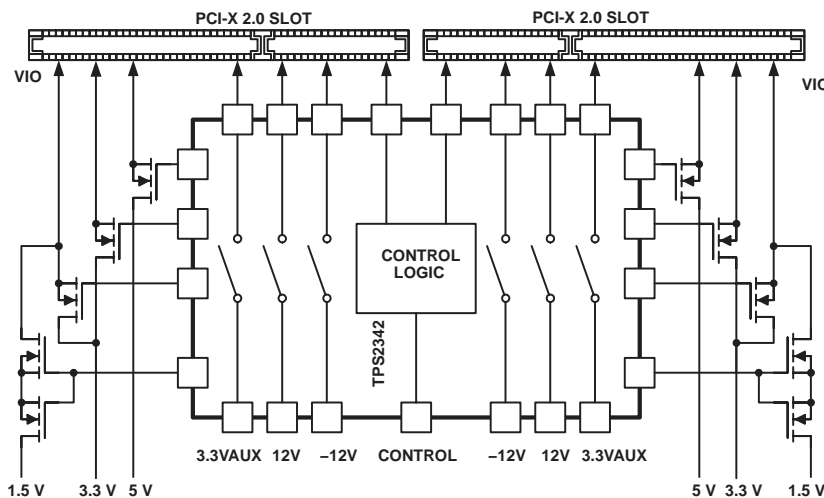 PCI-X 2.0 SLOT
PCI-X 2.0 SLOT
VIO
VIO
CONTROL
LOGIC
TPS2342
3.3VAUX 12V –12V CONTROL –12V 12V 3.3VAUX
1.5 V 3.3 V 5 V 5 V 3.3 V 1.5 V